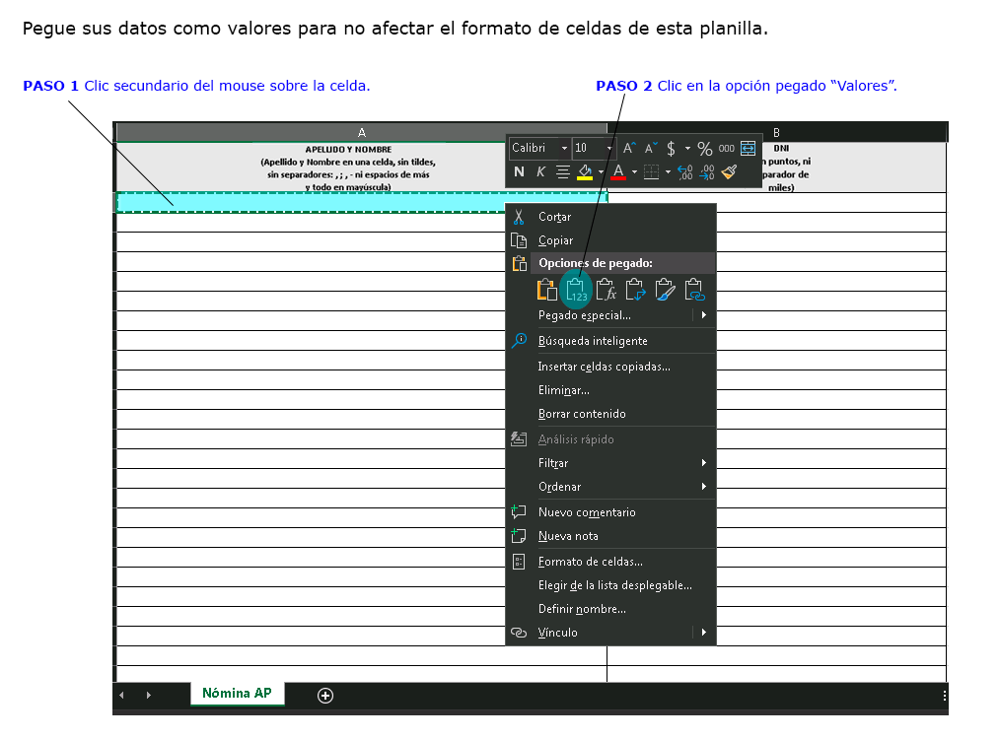 Pegue sus datos como valores para no afectar el formato de celdas de esta planilla.
PASO 1 Clic secundario del mouse sobre la celda.
PASO 2 Clic en la opción pegado “Valores”.
A
B
APELLIDO Y NOMBRE
(Apellido y Nombre en una celda, sin tildes,
sin separadores: , ; , - ni espacios de más
y todo en mayúscula)
DNI
puntos, ni
parador de
miles)
Calibri 10 A A $ % 000
N K A ,00 ,00
Cortar
Copiar
Opciones de pegado:
123 fx
Pegado especial...
Búsqueda inteligente
Insertar celdas copiadas...
Eliminar...
Borrar contenido
Análisis rápido
Filtrar
Ordenar
Nuevo comentario
Nueva nota
Formato de celdas...
Elegir de la lista desplegable...
Definir nombre...
Vínculo
Nómina AP